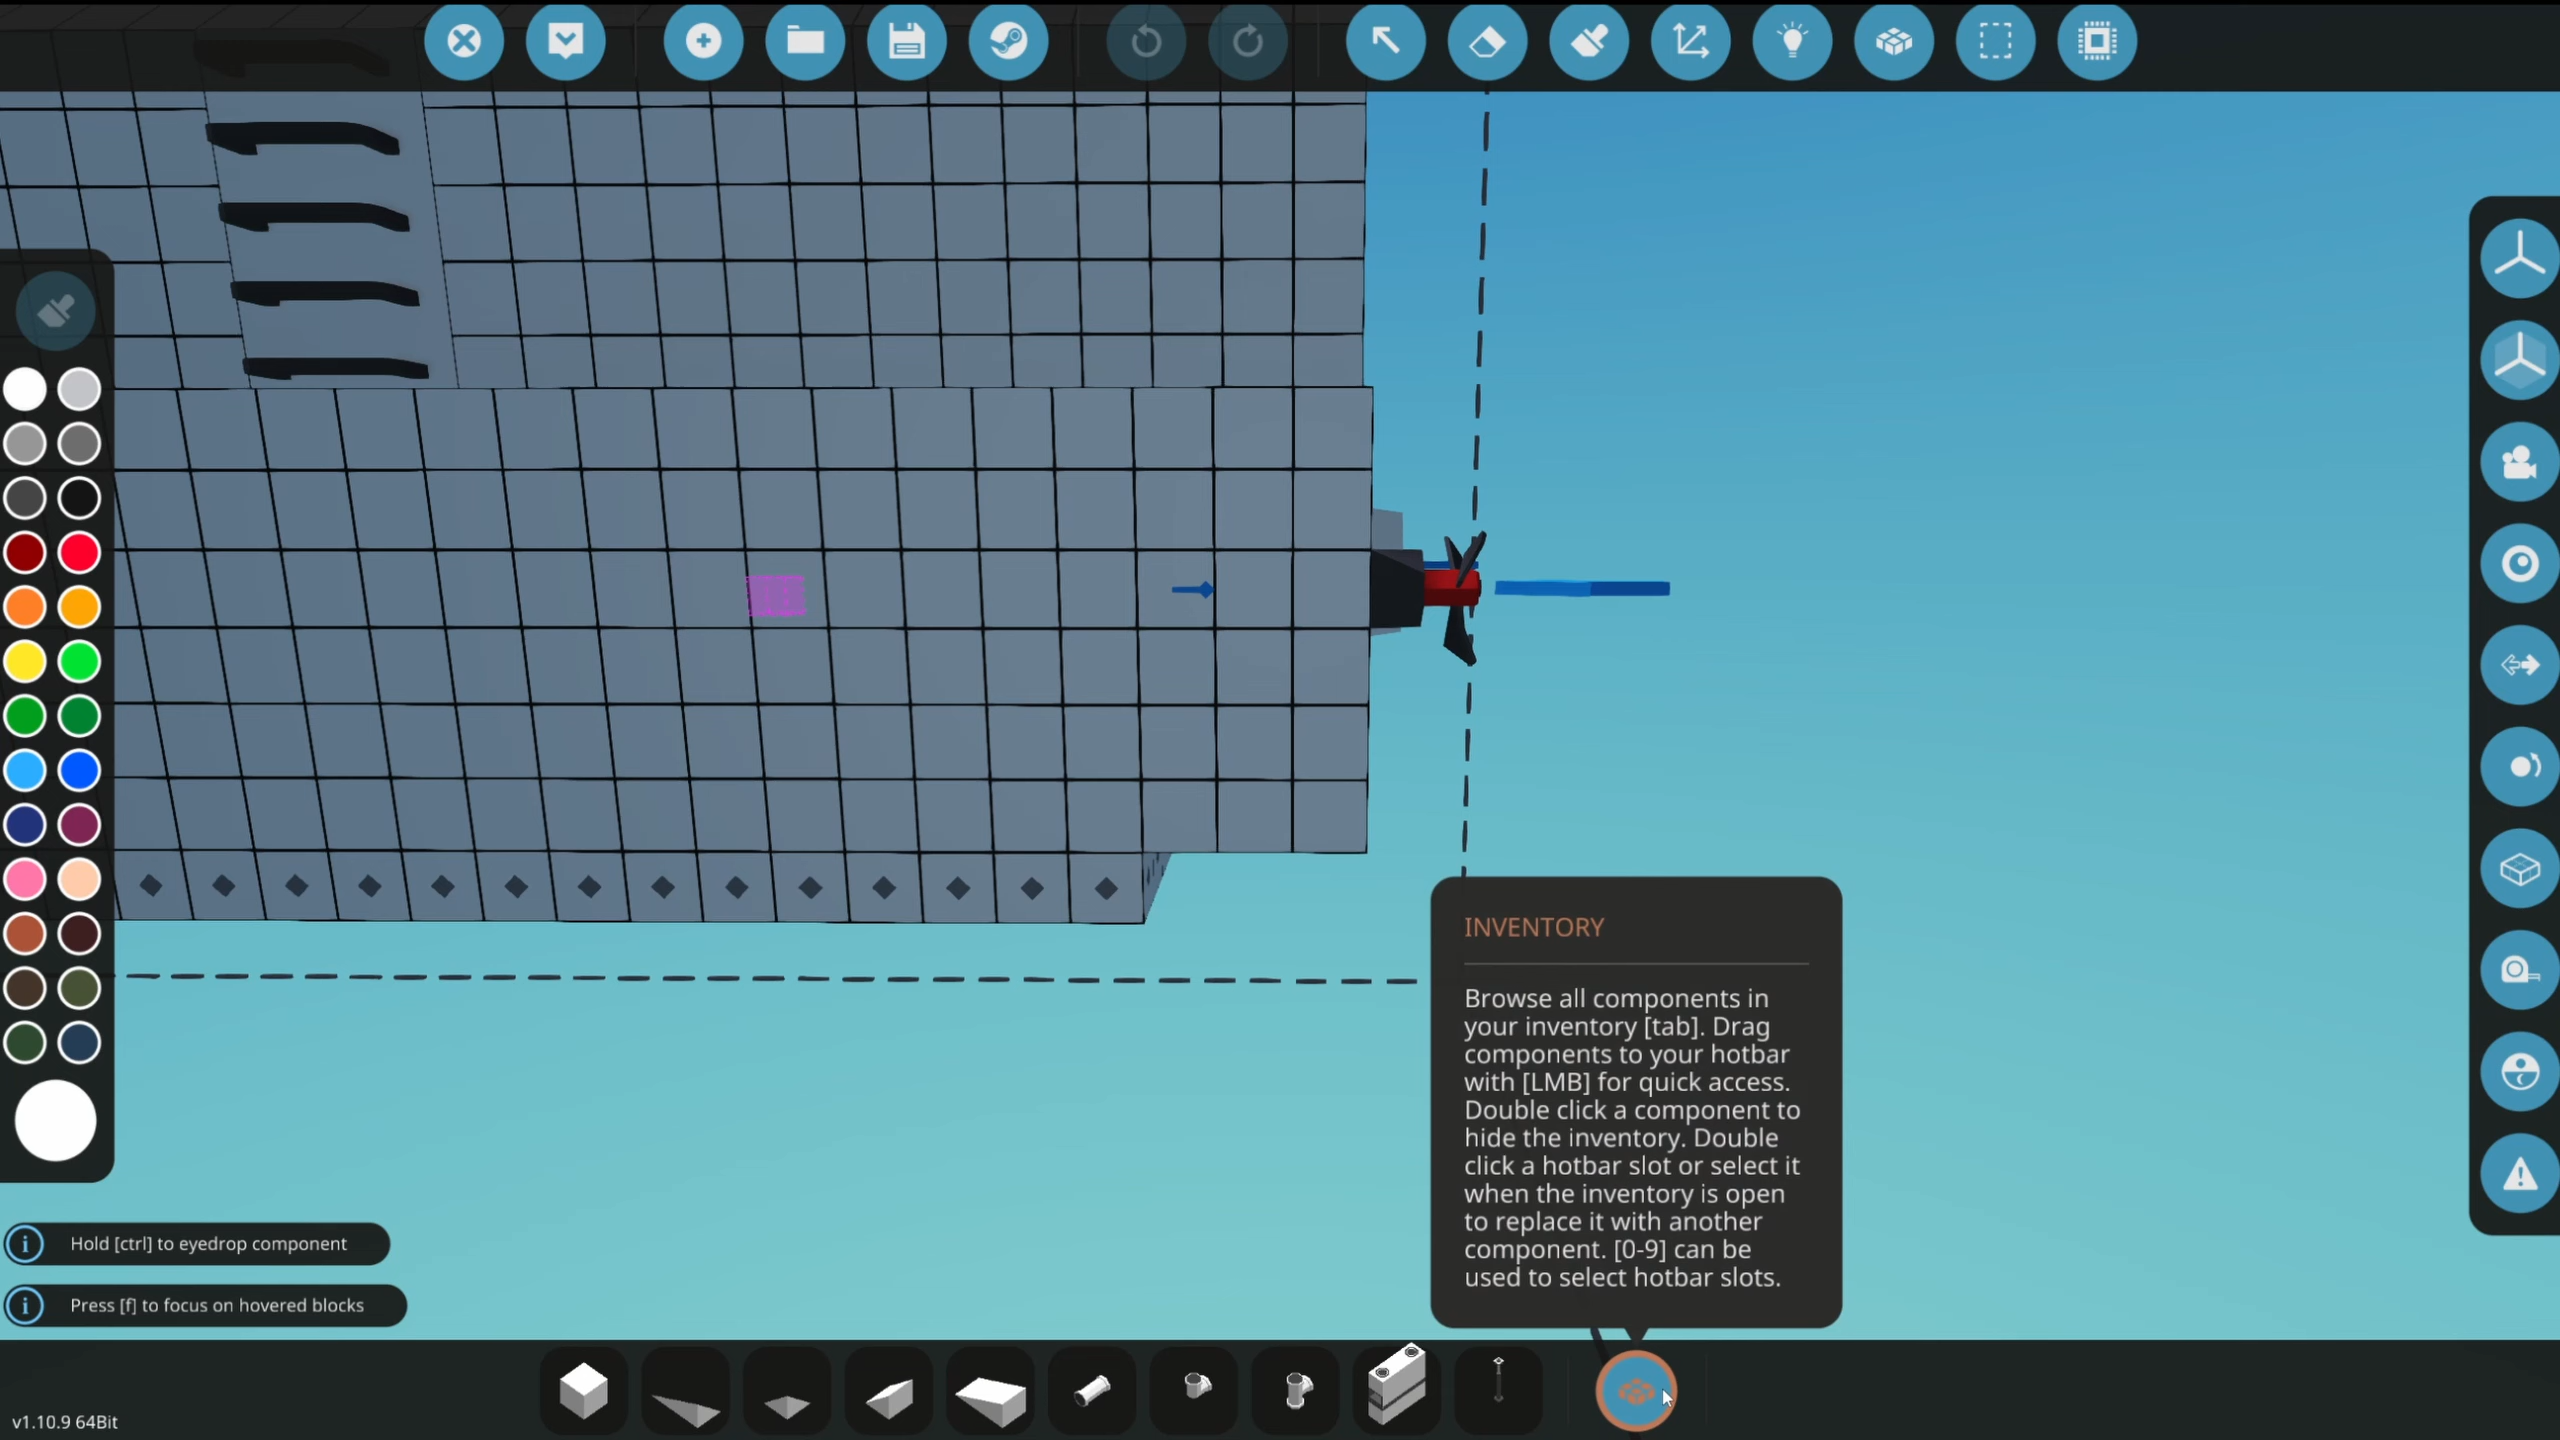 INVENTORY
Browse all components in
your inventory [tab]. Drag
components to your hotbar
with [LMB] for quick access.
Double click a component to
hide the inventory. Double
click a hotbar slot or select it
when the inventory is open
to replace it with another
component. [0-9] can be
used to select hotbar slots.
Hold [ctrl] to eyedrop component
Press [f] to focus on hovered blocks
v1.10.9 64Bit